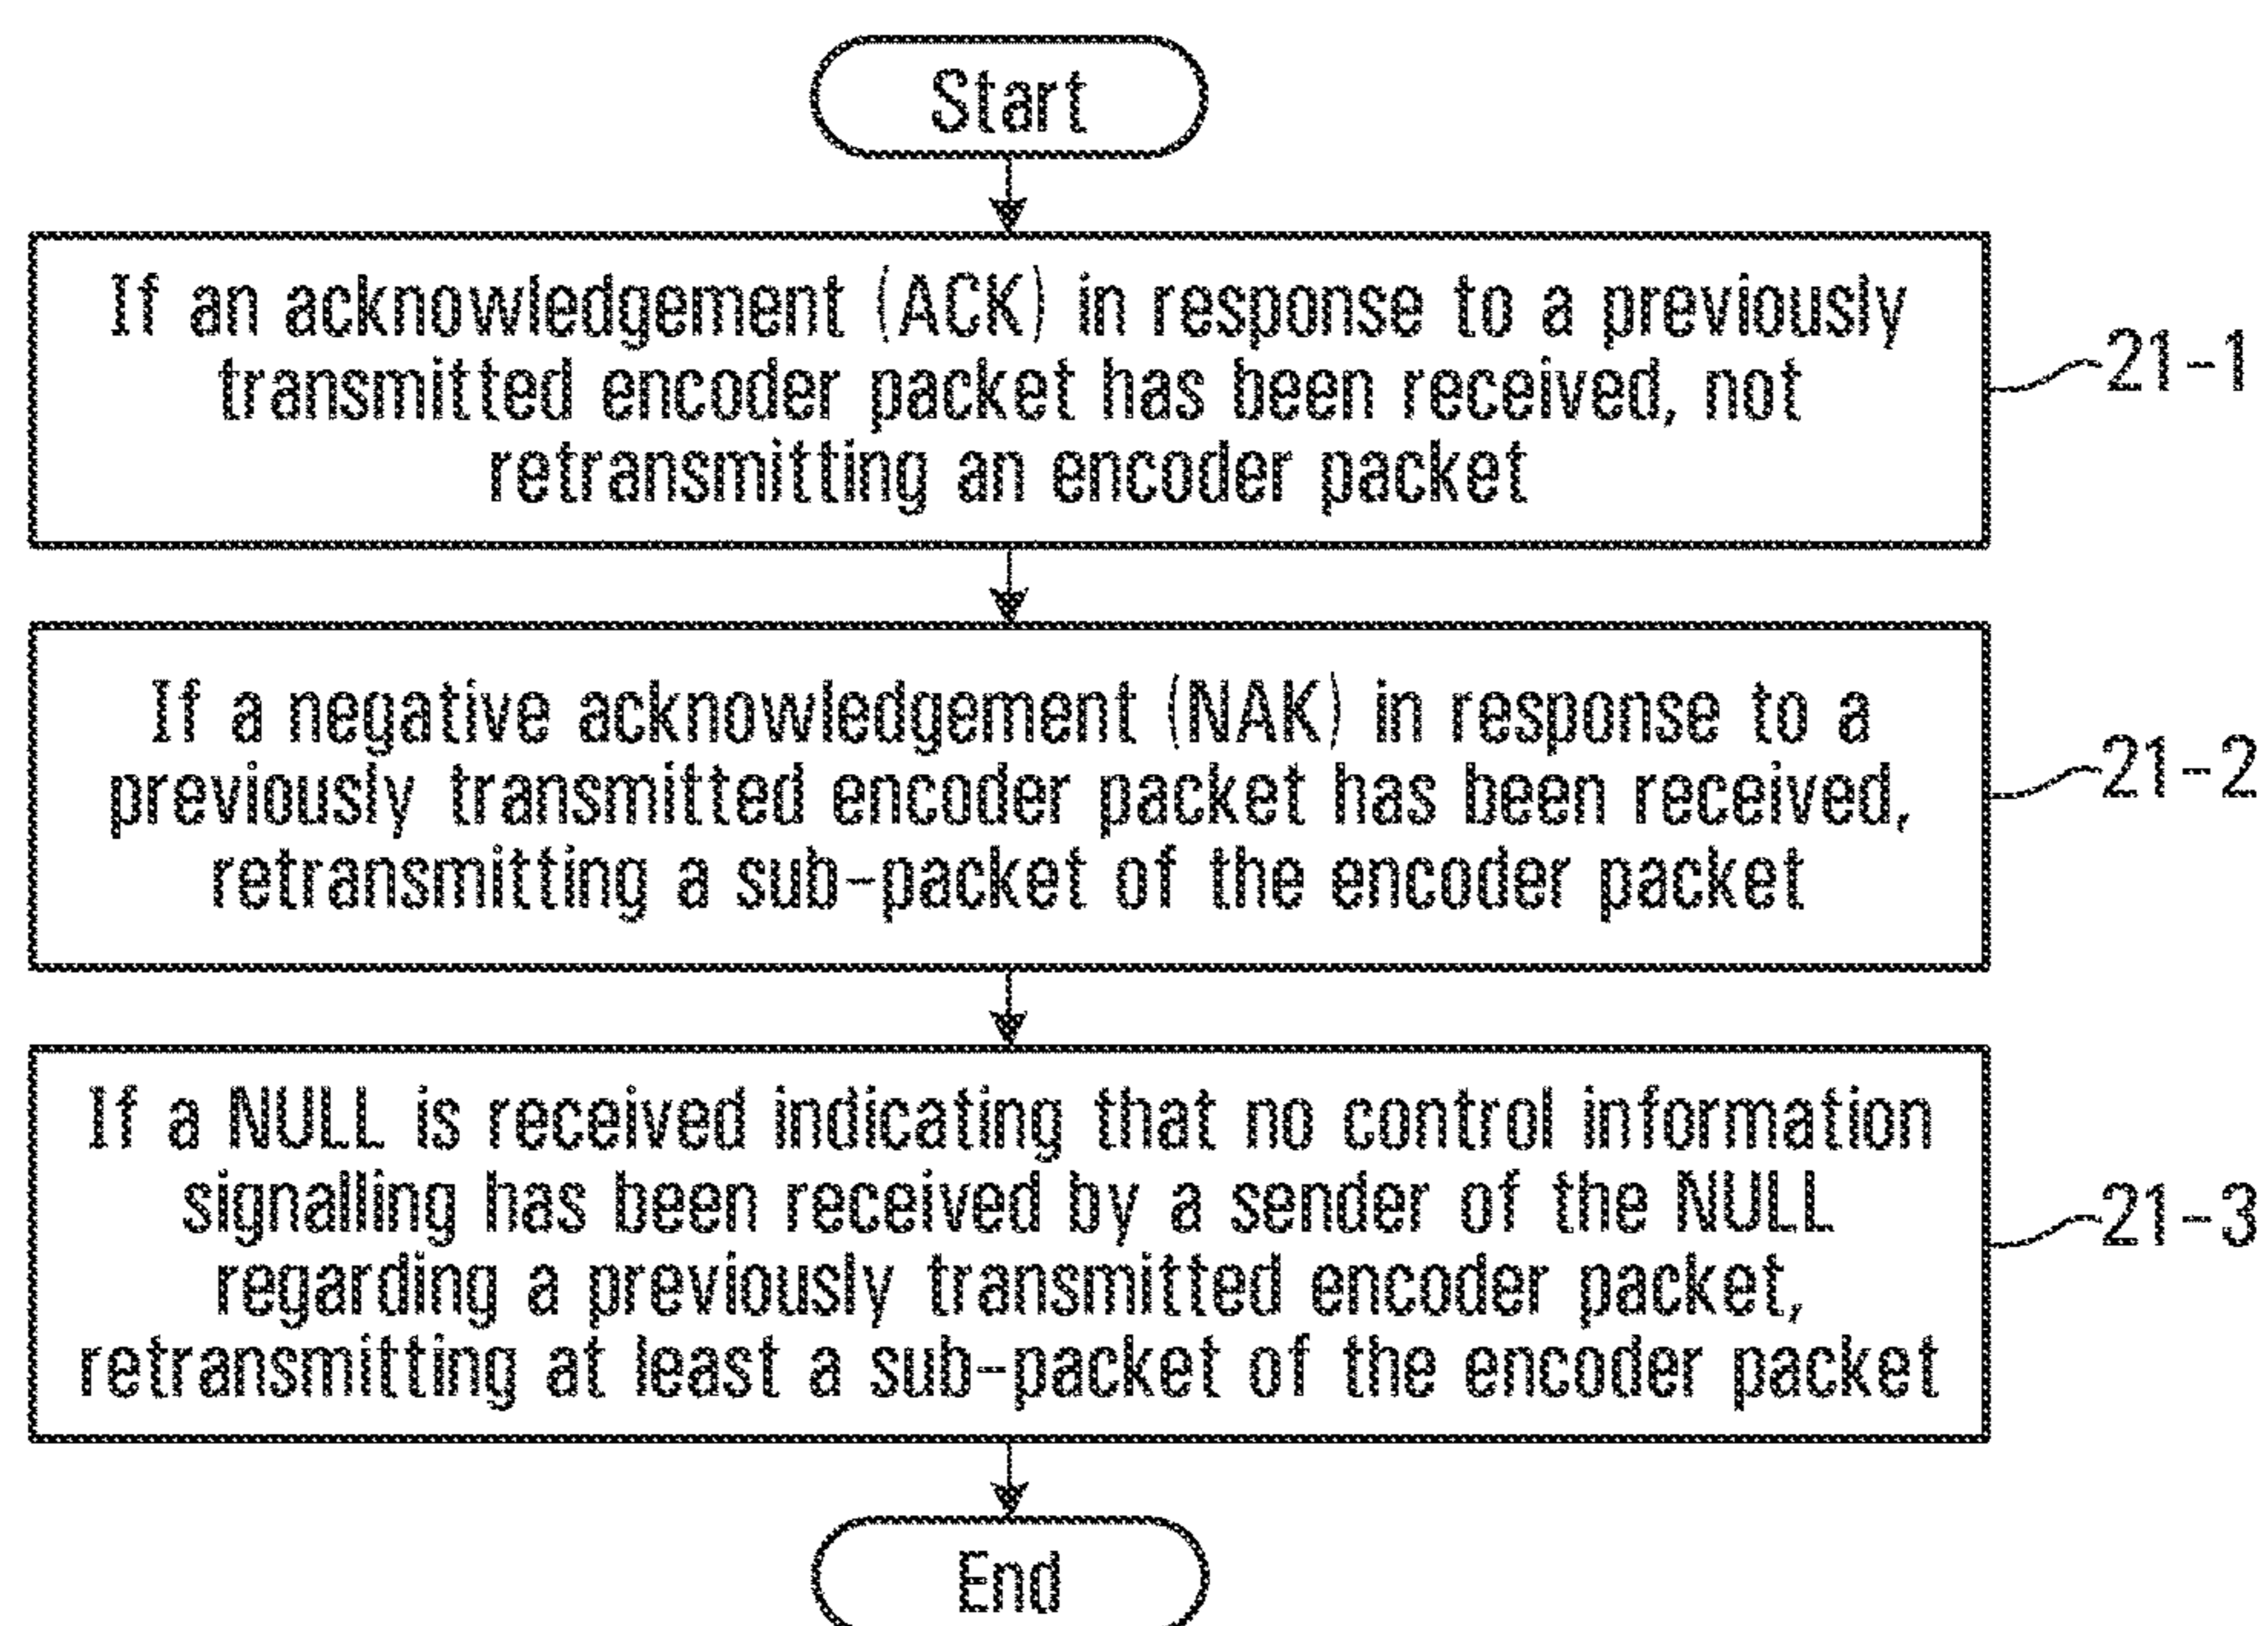 Start
If an acknowledgement (ACK) in response to a previously
transmitted encoder packet has been received, not
retransmitting an encoder packet
21-1
If a negative acknowledgement (NAK) in response to a
previously transmitted encoder packet has been received,
retransmitting a sub-packet of the encoder packet
21-2
If a NULL is received indicating that no control information
signalling has been received by a sender of the NULL
regarding a previously transmitted encoder packet,
retransmitting at least a sub-packet of the encoder packet
21-3
End